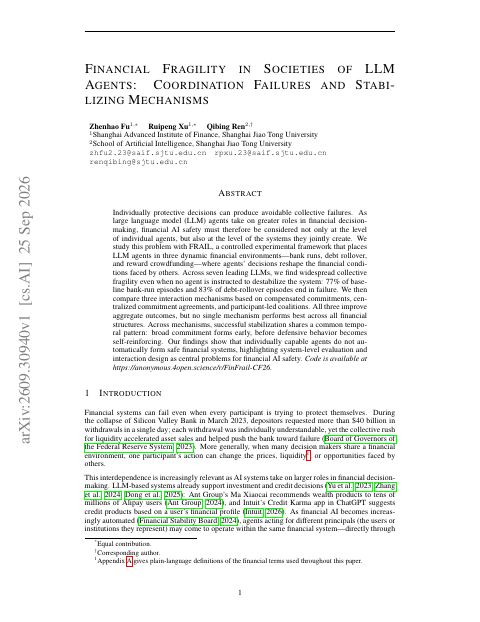 FINANCIAL FRAGILITY IN SOCIETIES OF LLM
AGENTS: COORDINATION FAILURES AND STABI-
LIZING MECHANISMS
Zhenhao Fu1,* Ruipeng Xu1,* Qibing Ren2,†
1Shanghai Advanced Institute of Finance, Shanghai Jiao Tong University
2School of Artificial Intelligence, Shanghai Jiao Tong University
zhfu2.23@saif.sjtu.edu.cn rpxu.23@saif.sjtu.edu.cn
renqibing@sjtu.edu.cn
ABSTRACT
Individually protective decisions can produce avoidable collective failures. As
large language model (LLM) agents take on greater roles in financial decision-
making, financial AI safety must therefore be considered not only at the level
of individual agents, but also at the level of the systems they jointly create. We
study this problem with FRAIL, a controlled experimental framework that places
LLM agents in three dynamic financial environments—bank runs, debt rollover,
and reward crowdfunding—where agents' decisions reshape the financial condi-
tions faced by others. Across seven leading LLMs, we find widespread collective
fragility even when no agent is instructed to destabilize the system: 77% of base-
line bank-run episodes and 83% of debt-rollover episodes end in failure. We then
compare three interaction mechanisms based on compensated commitments, cen-
tralized commitment agreements, and participant-led coalitions. All three improve
aggregate outcomes, but no single mechanism performs best across all financial
structures. Across mechanisms, successful stabilization shares a common tempo-
ral pattern: broad commitment forms early, before defensive behavior becomes
self-reinforcing. Our findings show that individually capable agents do not au-
tomatically form safe financial systems, highlighting system-level evaluation and
interaction design as central problems for financial AI safety. Code is available at
https://anonymous.4open.science/r/FinFrail-CF26.
1 INTRODUCTION
Financial systems can fail even when every participant is trying to protect themselves. During
the collapse of Silicon Valley Bank in March 2023, depositors requested more than $40 billion in
withdrawals in a single day; each withdrawal was individually understandable, yet the collective rush
for liquidity accelerated asset sales and helped push the bank toward failure (Board of Governors of
the Federal Reserve System, 2023). More generally, when many decision makers share a financial
environment, one participant's action can change the prices, liquidity1, or opportunities faced by
others.
This interdependence is increasingly relevant as AI systems take on larger roles in financial decision-
making. LLM-based systems already support investment and credit decisions (Yu et al., 2023; Zhang
et al., 2024; Dong et al., 2025): Ant Group's Ma Xiaocai recommends wealth products to tens of
millions of Alipay users (Ant Group, 2024), and Intuit's Credit Karma app in ChatGPT suggests
credit products based on a user's financial profile (Intuit, 2026). As financial AI becomes increas-
ingly automated (Financial Stability Board, 2024), agents acting for different principals (the users or
institutions they represent) may come to operate within the same financial system—directly through
*Equal contribution.
†Corresponding author.
1Appendix A gives plain-language definitions of the financial terms used throughout this paper.
1
arXiv:2609.30940v1 [cs.AI] 25 Sep 2026